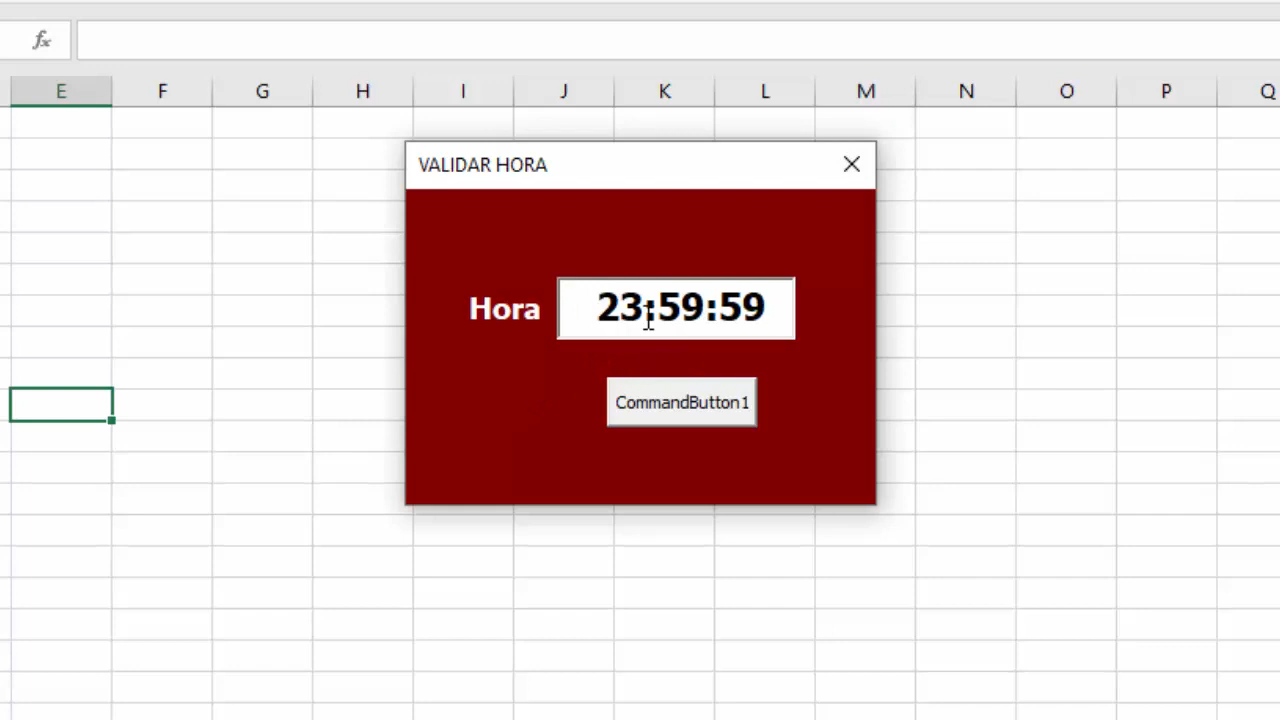 fx
E F G H I J K L M N O P Q
VALIDAR HORA
Hora 23:59:59
CommandButton1